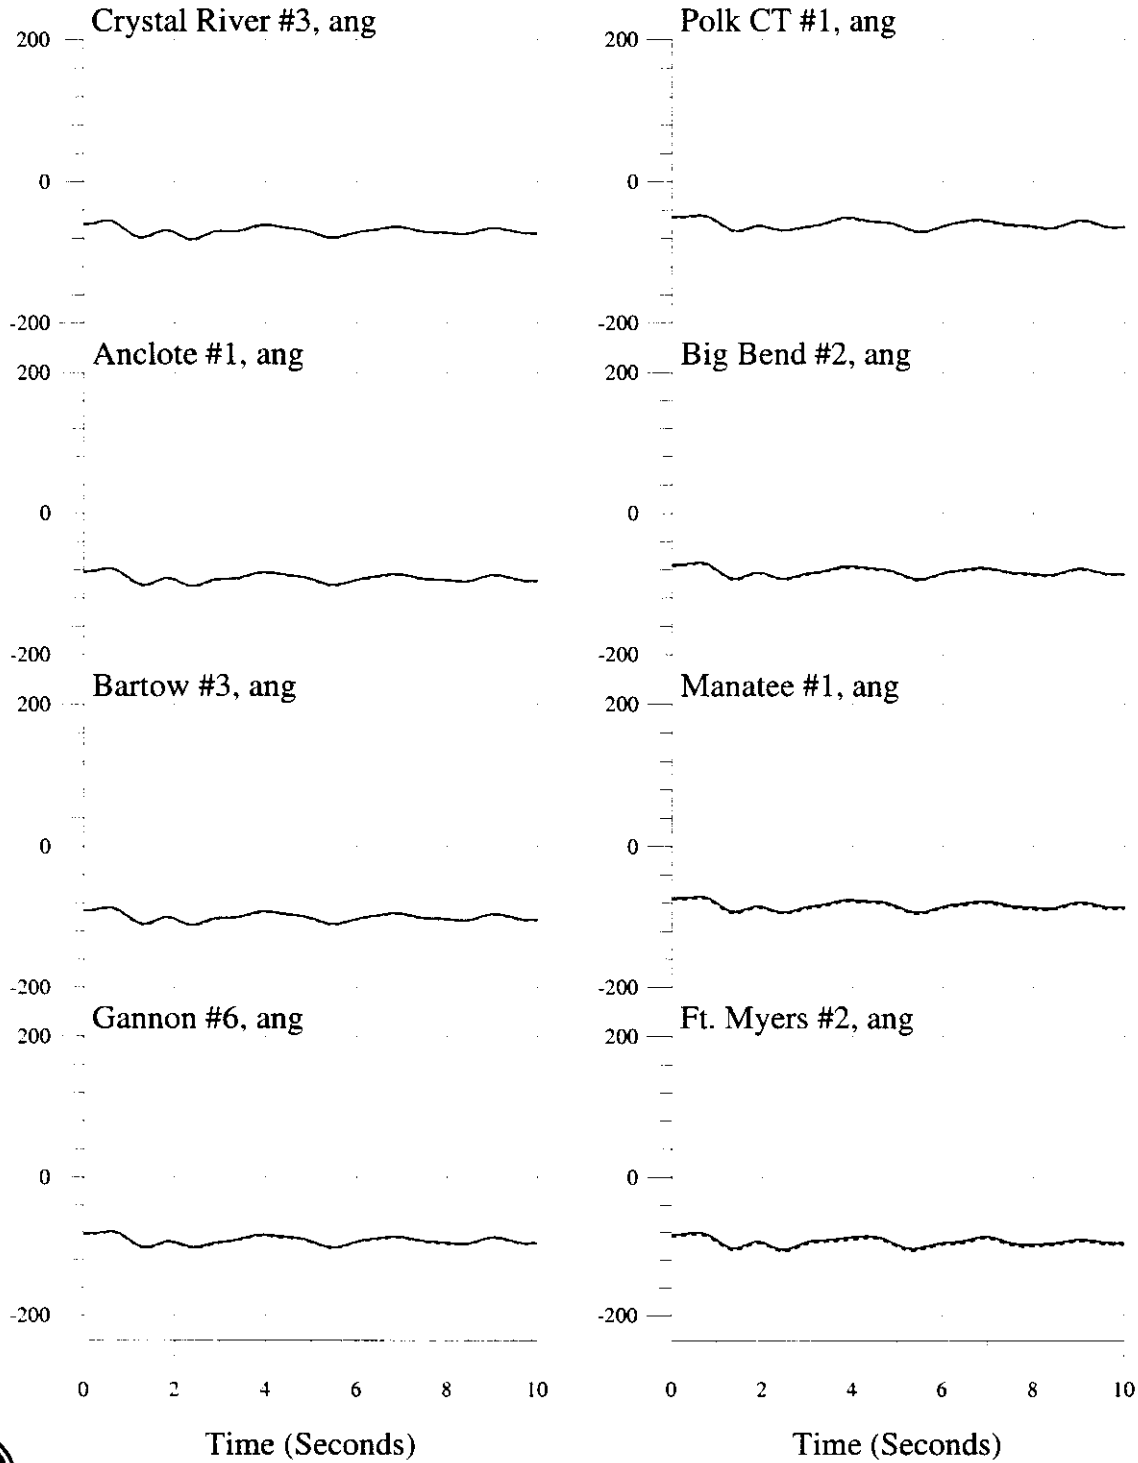 Crystal River #3, ang
200
0
-200
Anclote #1, ang
200
0
-200
Bartow #3, ang
200
0
-200
Gannon #6, ang
200
0
-200
0 2 4 6 8 10
Time (Seconds)
Polk CT #1, ang
200
0
-200
Big Bend #2, ang
200
0
-200
Manatee #1, ang
200
0
-200
Ft. Myers #2, ang
200
0
-200
0 2 4 6 8 10
Time (Seconds)